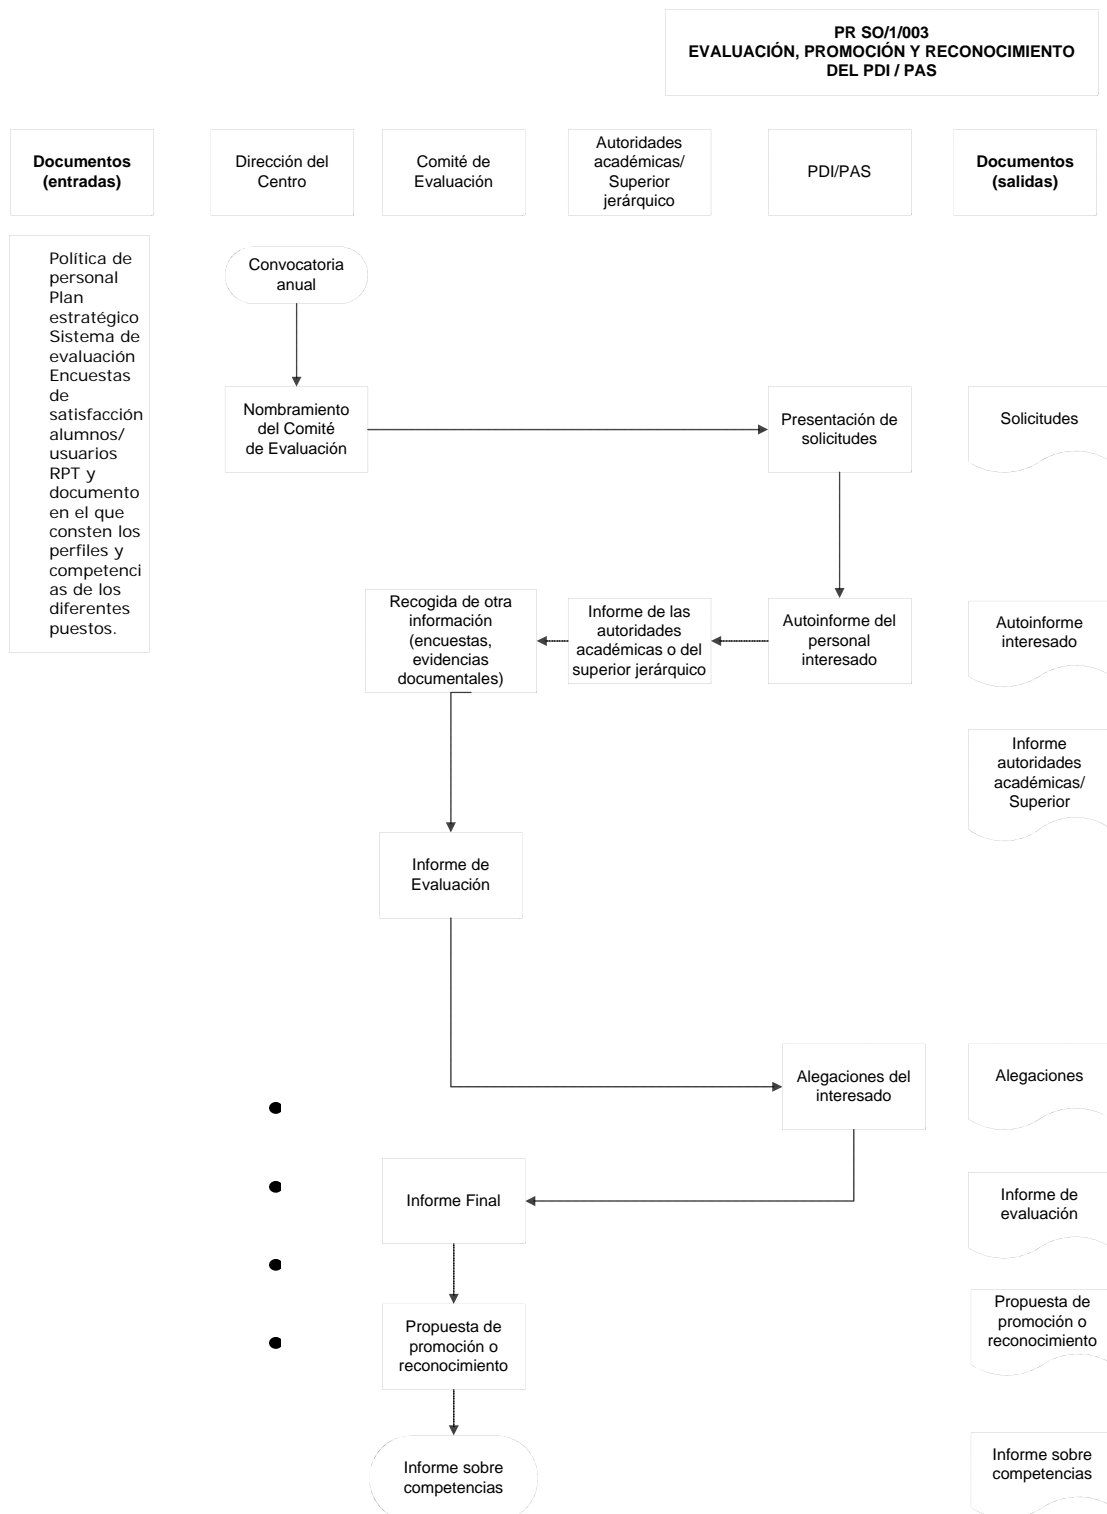 PR SO/1/003
EVALUACIÓN, PROMOCIÓN Y RECONOCIMIENTO
DEL PDI / PAS
Documentos
(entradas)
Dirección del
Centro
Comité de
Evaluación
Autoridades
académicas/
Superior
jerárquico
PDI/PAS
Documentos
(salidas)
Política de
personal
Plan
estratégico
Sistema de
evaluación
Encuestas
de
satisfacción
alumnos/
usuarios
RPT y
documento
en el que
consten los
perfiles y
competenci
as de los
diferentes
puestos.
Convocatoria
anual
Nombramiento
del Comité
de Evaluación
Presentación de
solicitudes
Solicitudes
Recogida de otra
información
(encuestas,
evidencias
documentales)
Informe de las
autoridades
académicas o del
superior jerárquico
Autoinforme del
personal
interesado
Autoinforme
interesado
Informe
autoridades
académicas/
Superior
Informe de
Evaluación
Alegaciones del
interesado
Alegaciones
Informe Final
Informe de
evaluación
Propuesta de
promoción o
reconocimiento
Propuesta de
promoción o
reconocimiento
Informe sobre
competencias
Informe sobre
competencias